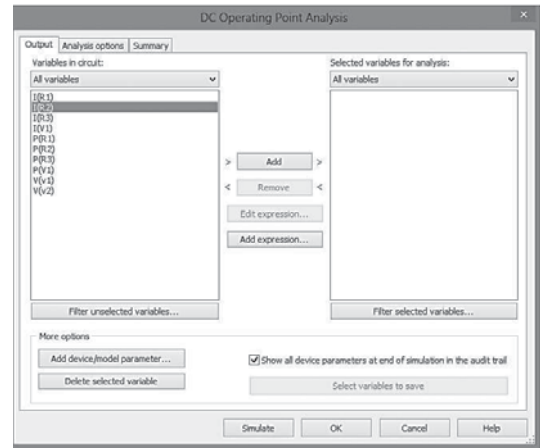 DC Operating Point Analysis
Output Analysis options Summary
Variables in circuit:
All variables
I(R1)
I(R2)
I(R3)
I(V1)
P(R1)
P(R2)
P(R3)
P(V1)
V(v1)
V(v2)
Filter unselected variables...
> Add >
< Remove <
Edit expression...
Add expression...
Selected variables for analysis:
All variables
Filter selected variables...
More options
Add device/model parameter...
Delete selected variable
Show all device parameters at end of simulation in the audit trail
Select variables to save
Simulate OK Cancel Help